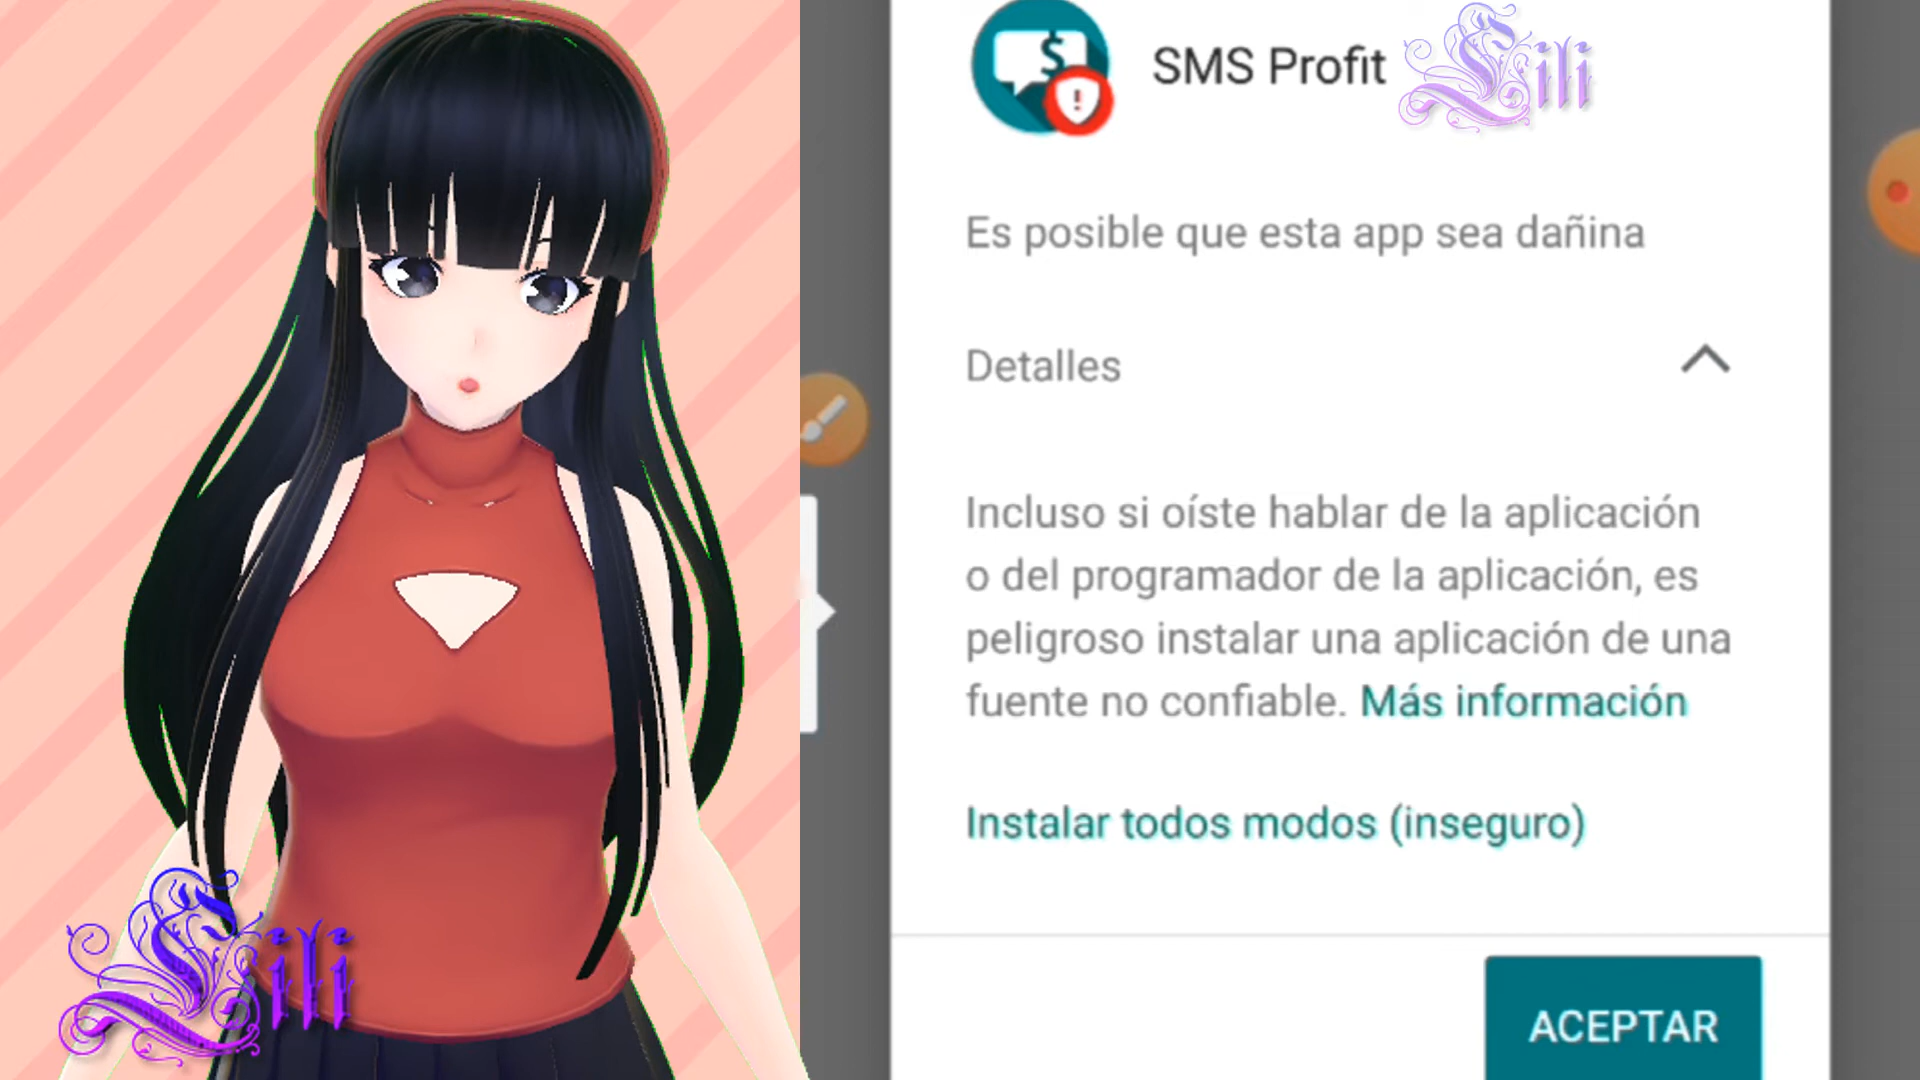 SMS Profit
Lili
Es posible que esta app sea dañina
Detalles
Incluso si oíste hablar de la aplicación
o del programador de la aplicación, es
peligroso instalar una aplicación de una
fuente no confiable. Más información
Instalar todos modos (inseguro)
Lili
ACEPTAR